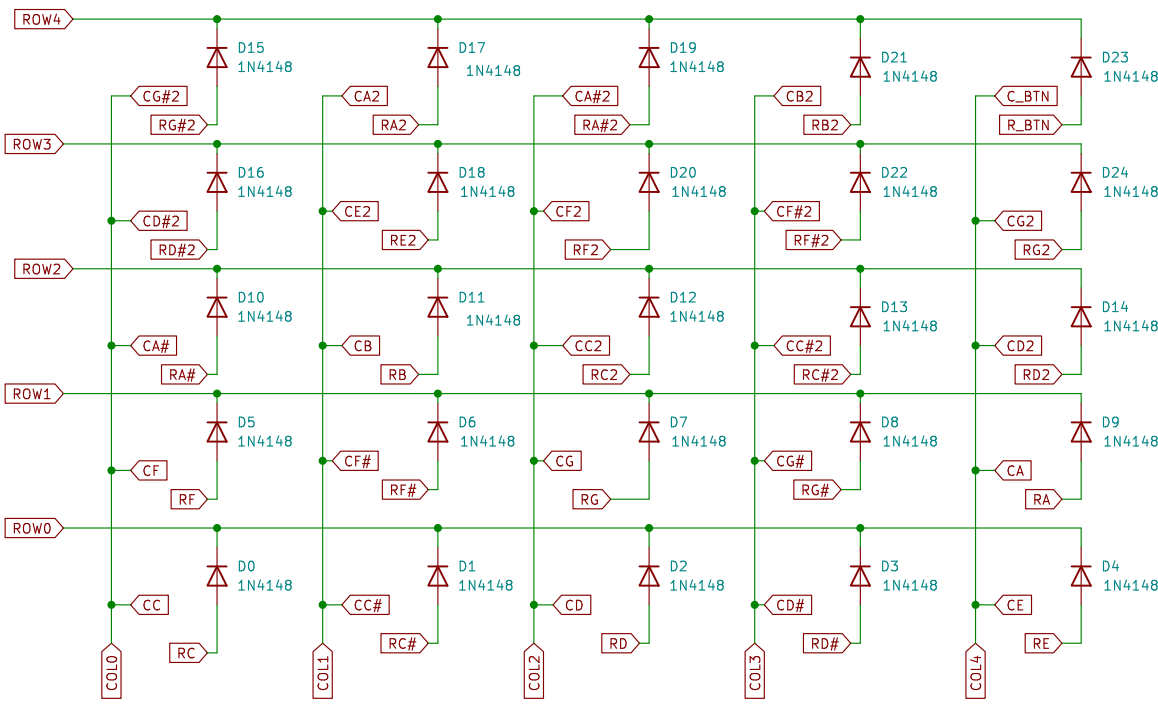 ROW4
D15
1N4148
D17
1N4148
D19
1N4148
D21
1N4148
D23
1N4148
CG#2
CA2
CA#2
CB2
C_BTN
RG#2
RA2
RA#2
RB2
R_BTN
ROW3
D16
1N4148
D18
1N4148
D20
1N4148
D22
1N4148
D24
1N4148
CD#2
CE2
CF2
CF#2
CG2
RD#2
RE2
RF2
RF#2
RG2
ROW2
D10
1N4148
D11
1N4148
D12
1N4148
D13
1N4148
D14
1N4148
CA#
CB
CC2
CC#2
CD2
RA#
RB
RC2
RC#2
RD2
ROW1
D5
1N4148
D6
1N4148
D7
1N4148
D8
1N4148
D9
1N4148
CF
CF#
CG
CG#
CA
RF
RF#
RG
RG#
RA
ROW0
D0
1N4148
D1
1N4148
D2
1N4148
D3
1N4148
D4
1N4148
CC
CC#
CD
CD#
CE
RC
RC#
RD
RD#
RE
COL0
COL1
COL2
COL3
COL4